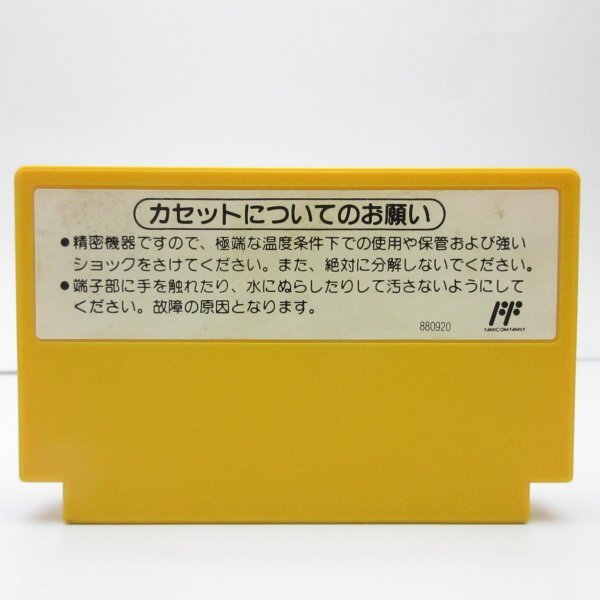 カセットについてのお願い
●精密機器ですので、極端な温度条件下での使用や保管および強い
ショックをさけてください。また、絶対に分解しないでください。
●端子部に手を触れたり、水にぬらしたりして汚さないようにして
ください。故障の原因となります。
880920
FAMICOM FAMILY